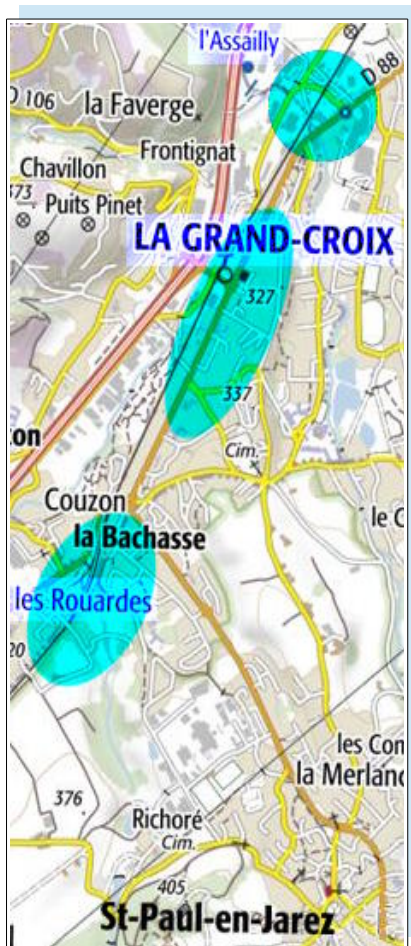 l'Assailly
D 88
D 106
la Faverge
Frontignat
Chavillon
373
Puits Pinet
LA GRAND-CROIX
327
337
on
Cim.
Couzon
la Bachasse
le C
les Rouardes
20
les Con
la Merlanc
376
Richoré
Cim.
405
St-Paul-en-Jarez